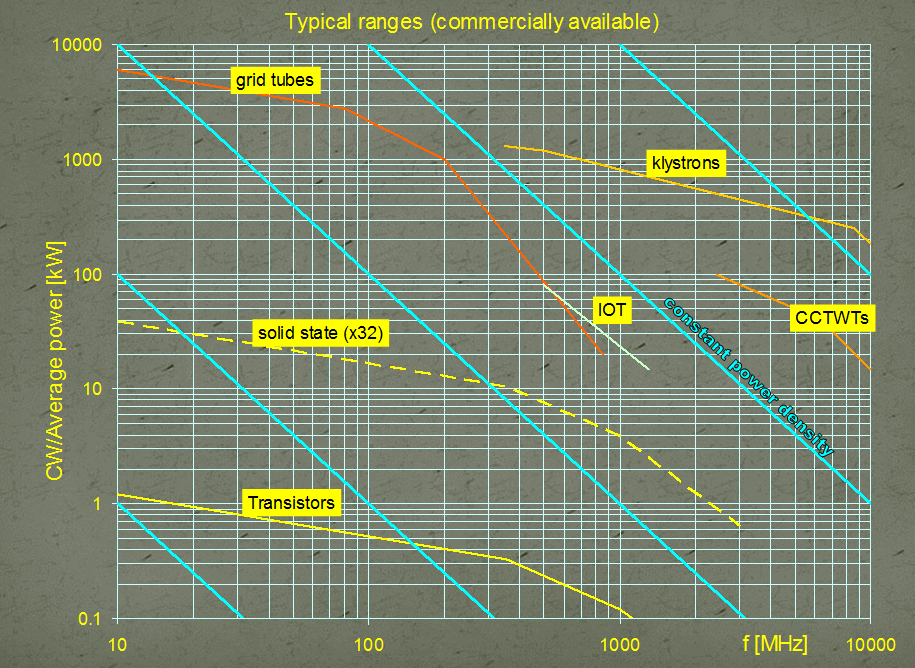 Typical ranges (commercially available)
10000
grid tubes
1000
klystrons
100
CW/Average power [kW]
IOT
CCTWTs
constant power density
solid state (x32)
10
Transistors
1
0.1
10
100
1000
f [MHz]
10000